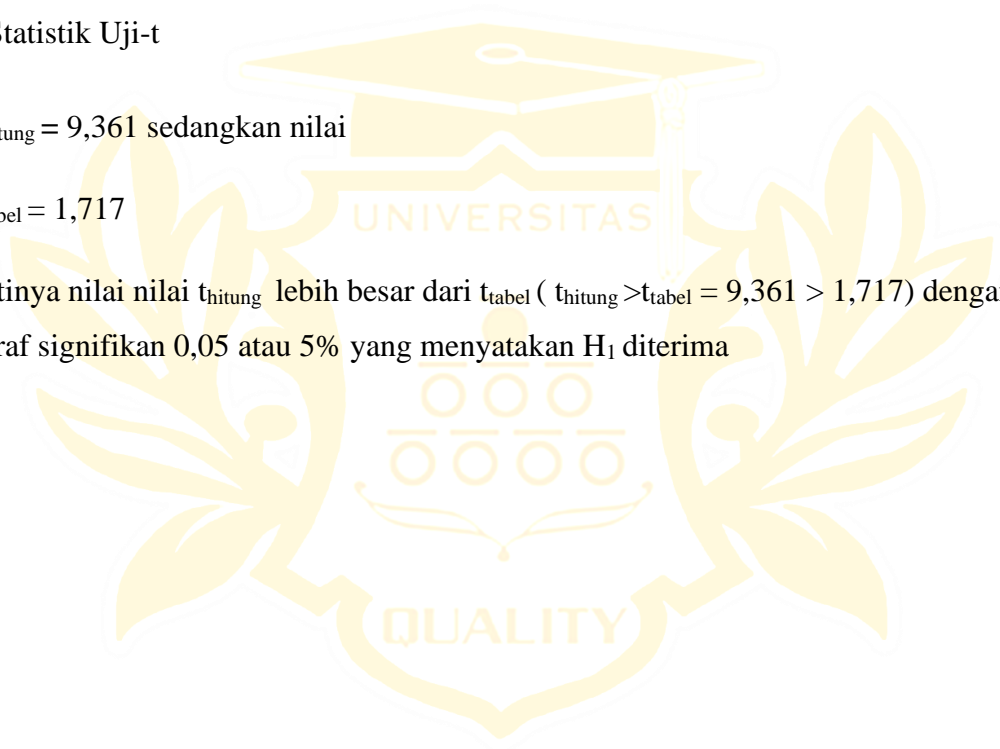 Statistik Uji-t
tung = 9,361 sedangkan nilai
bel = 1,717
UNIVERSITAS
tinya nilai nilai thitung lebih besar dari ttabel ( thitung >ttabel = 9,361 > 1,717) dengan
raf signifikan 0,05 atau 5% yang menyatakan H1 diterima
QUALITY